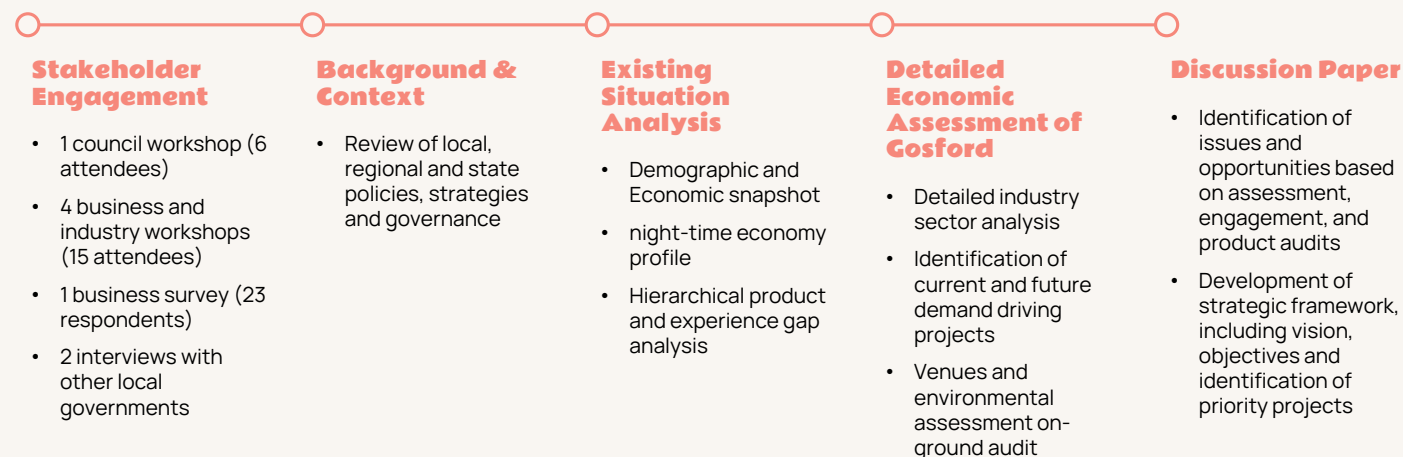 Stakeholder
Engagement
• 1 council workshop (6
attendees)
• 4 business and
industry workshops
(15 attendees)
• 1 business survey (23
respondents)
• 2 interviews with
other local
governments
Background &
Context
• Review of local,
regional and state
policies, strategies
and governance
Existing
Situation
Analysis
• Demographic and
Economic snapshot
• night-time economy
profile
• Hierarchical product
and experience gap
analysis
Detailed
Economic
Assessment of
Gosford
• Detailed industry
sector analysis
• Identification of
current and future
demand driving
projects
• Venues and
environmental
assessment on-
ground audit
Discussion Paper
• Identification of
issues and
opportunities based
on assessment,
engagement, and
product audits
• Development of
strategic framework,
including vision,
objectives and
identification of
priority projects